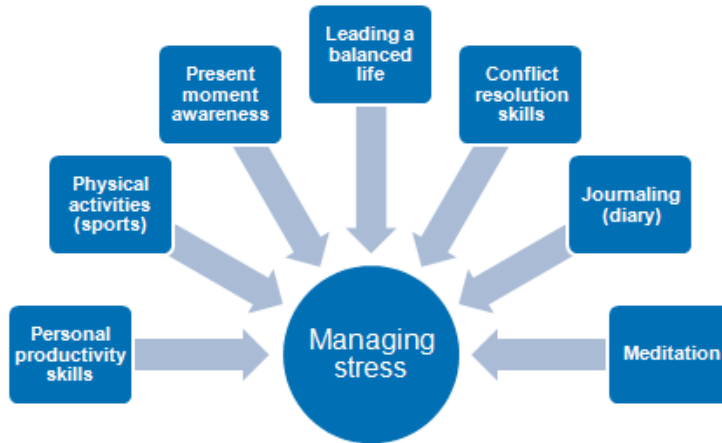 Leading a
balanced
life
Present
moment
awareness
Conflict
resolution
skills
Physical
activities
(sports)
Journaling
(diary)
Personal
productivity
skills
Managing
stress
Meditation